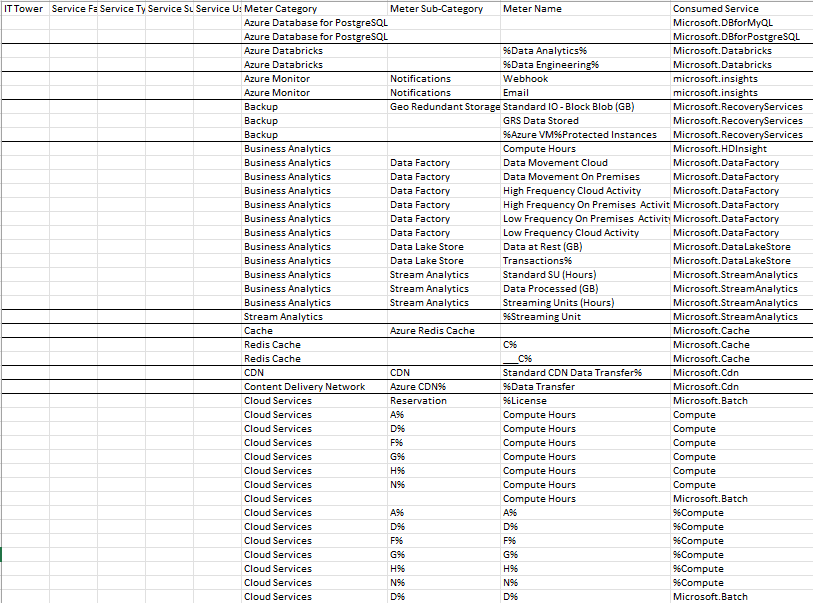 IT Tower Service Fa Service Ty Service Su Service Us Meter Category Meter Sub-Category Meter Name Consumed Service
Azure Database for PostgreSQL Microsoft.DBforMyQL
Azure Database for PostgreSQL Microsoft.DBforPostgreSQL
Azure Databricks %Data Analytics% Microsoft.Databricks
Azure Databricks %Data Engineering% Microsoft.Databricks
Azure Monitor Notifications Webhook microsoft.insights
Azure Monitor Notifications Email microsoft.insights
Backup Geo Redundant Storage Standard IO - Block Blob (GB) Microsoft.RecoveryServices
Backup GRS Data Stored Microsoft.RecoveryServices
Backup %Azure VM%Protected Instances Microsoft.RecoveryServices
Business Analytics Compute Hours Microsoft.HDInsight
Business Analytics Data Factory Data Movement Cloud Microsoft.DataFactory
Business Analytics Data Factory Data Movement On Premises Microsoft.DataFactory
Business Analytics Data Factory High Frequency Cloud Activity Microsoft.DataFactory
Business Analytics Data Factory High Frequency On Premises Activit Microsoft.DataFactory
Business Analytics Data Factory Low Frequency On Premises Activity Microsoft.DataFactory
Business Analytics Data Factory Low Frequency Cloud Activity Microsoft.DataFactory
Business Analytics Data Lake Store Data at Rest (GB) Microsoft.DataLakeStore
Business Analytics Data Lake Store Transactions% Microsoft.DataLakeStore
Business Analytics Stream Analytics Standard SU (Hours) Microsoft.StreamAnalytics
Business Analytics Stream Analytics Data Processed (GB) Microsoft.StreamAnalytics
Business Analytics Stream Analytics Streaming Units (Hours) Microsoft.StreamAnalytics
Stream Analytics %Streaming Unit Microsoft.StreamAnalytics
Cache Azure Redis Cache Microsoft.Cache
Redis Cache C% Microsoft.Cache
Redis Cache ___C% Microsoft.Cache
CDN CDN Standard CDN Data Transfer% Microsoft.Cdn
Content Delivery Network Azure CDN% %Data Transfer Microsoft.Cdn
Cloud Services Reservation %License Microsoft.Batch
Cloud Services A% Compute Hours Compute
Cloud Services D% Compute Hours Compute
Cloud Services F% Compute Hours Compute
Cloud Services G% Compute Hours Compute
Cloud Services H% Compute Hours Compute
Cloud Services N% Compute Hours Compute
Cloud Services Compute Hours Microsoft.Batch
Cloud Services A% A% %Compute
Cloud Services D% D% %Compute
Cloud Services F% F% %Compute
Cloud Services G% G% %Compute
Cloud Services H% H% %Compute
Cloud Services N% N% %Compute
Cloud Services D% D% Microsoft.Batch